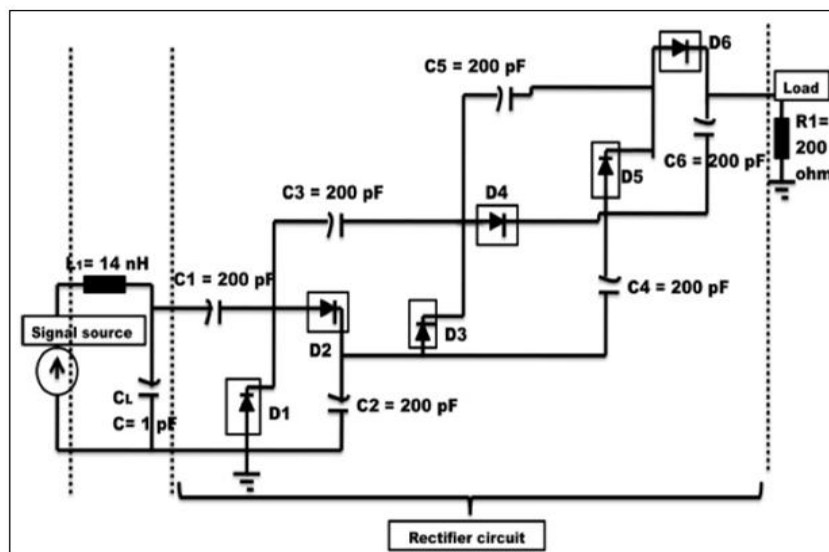 D6
C5 = 200 pF
Load
R1=
200
ohm
C6 = 200 pF
D5
C3 = 200 pF
D4
L1= 14 nH
C1 = 200 pF
C4 = 200 pF
Signal source
D3
D2
CL
C= 1 pF
D1
C2 = 200 pF
Rectifier circuit